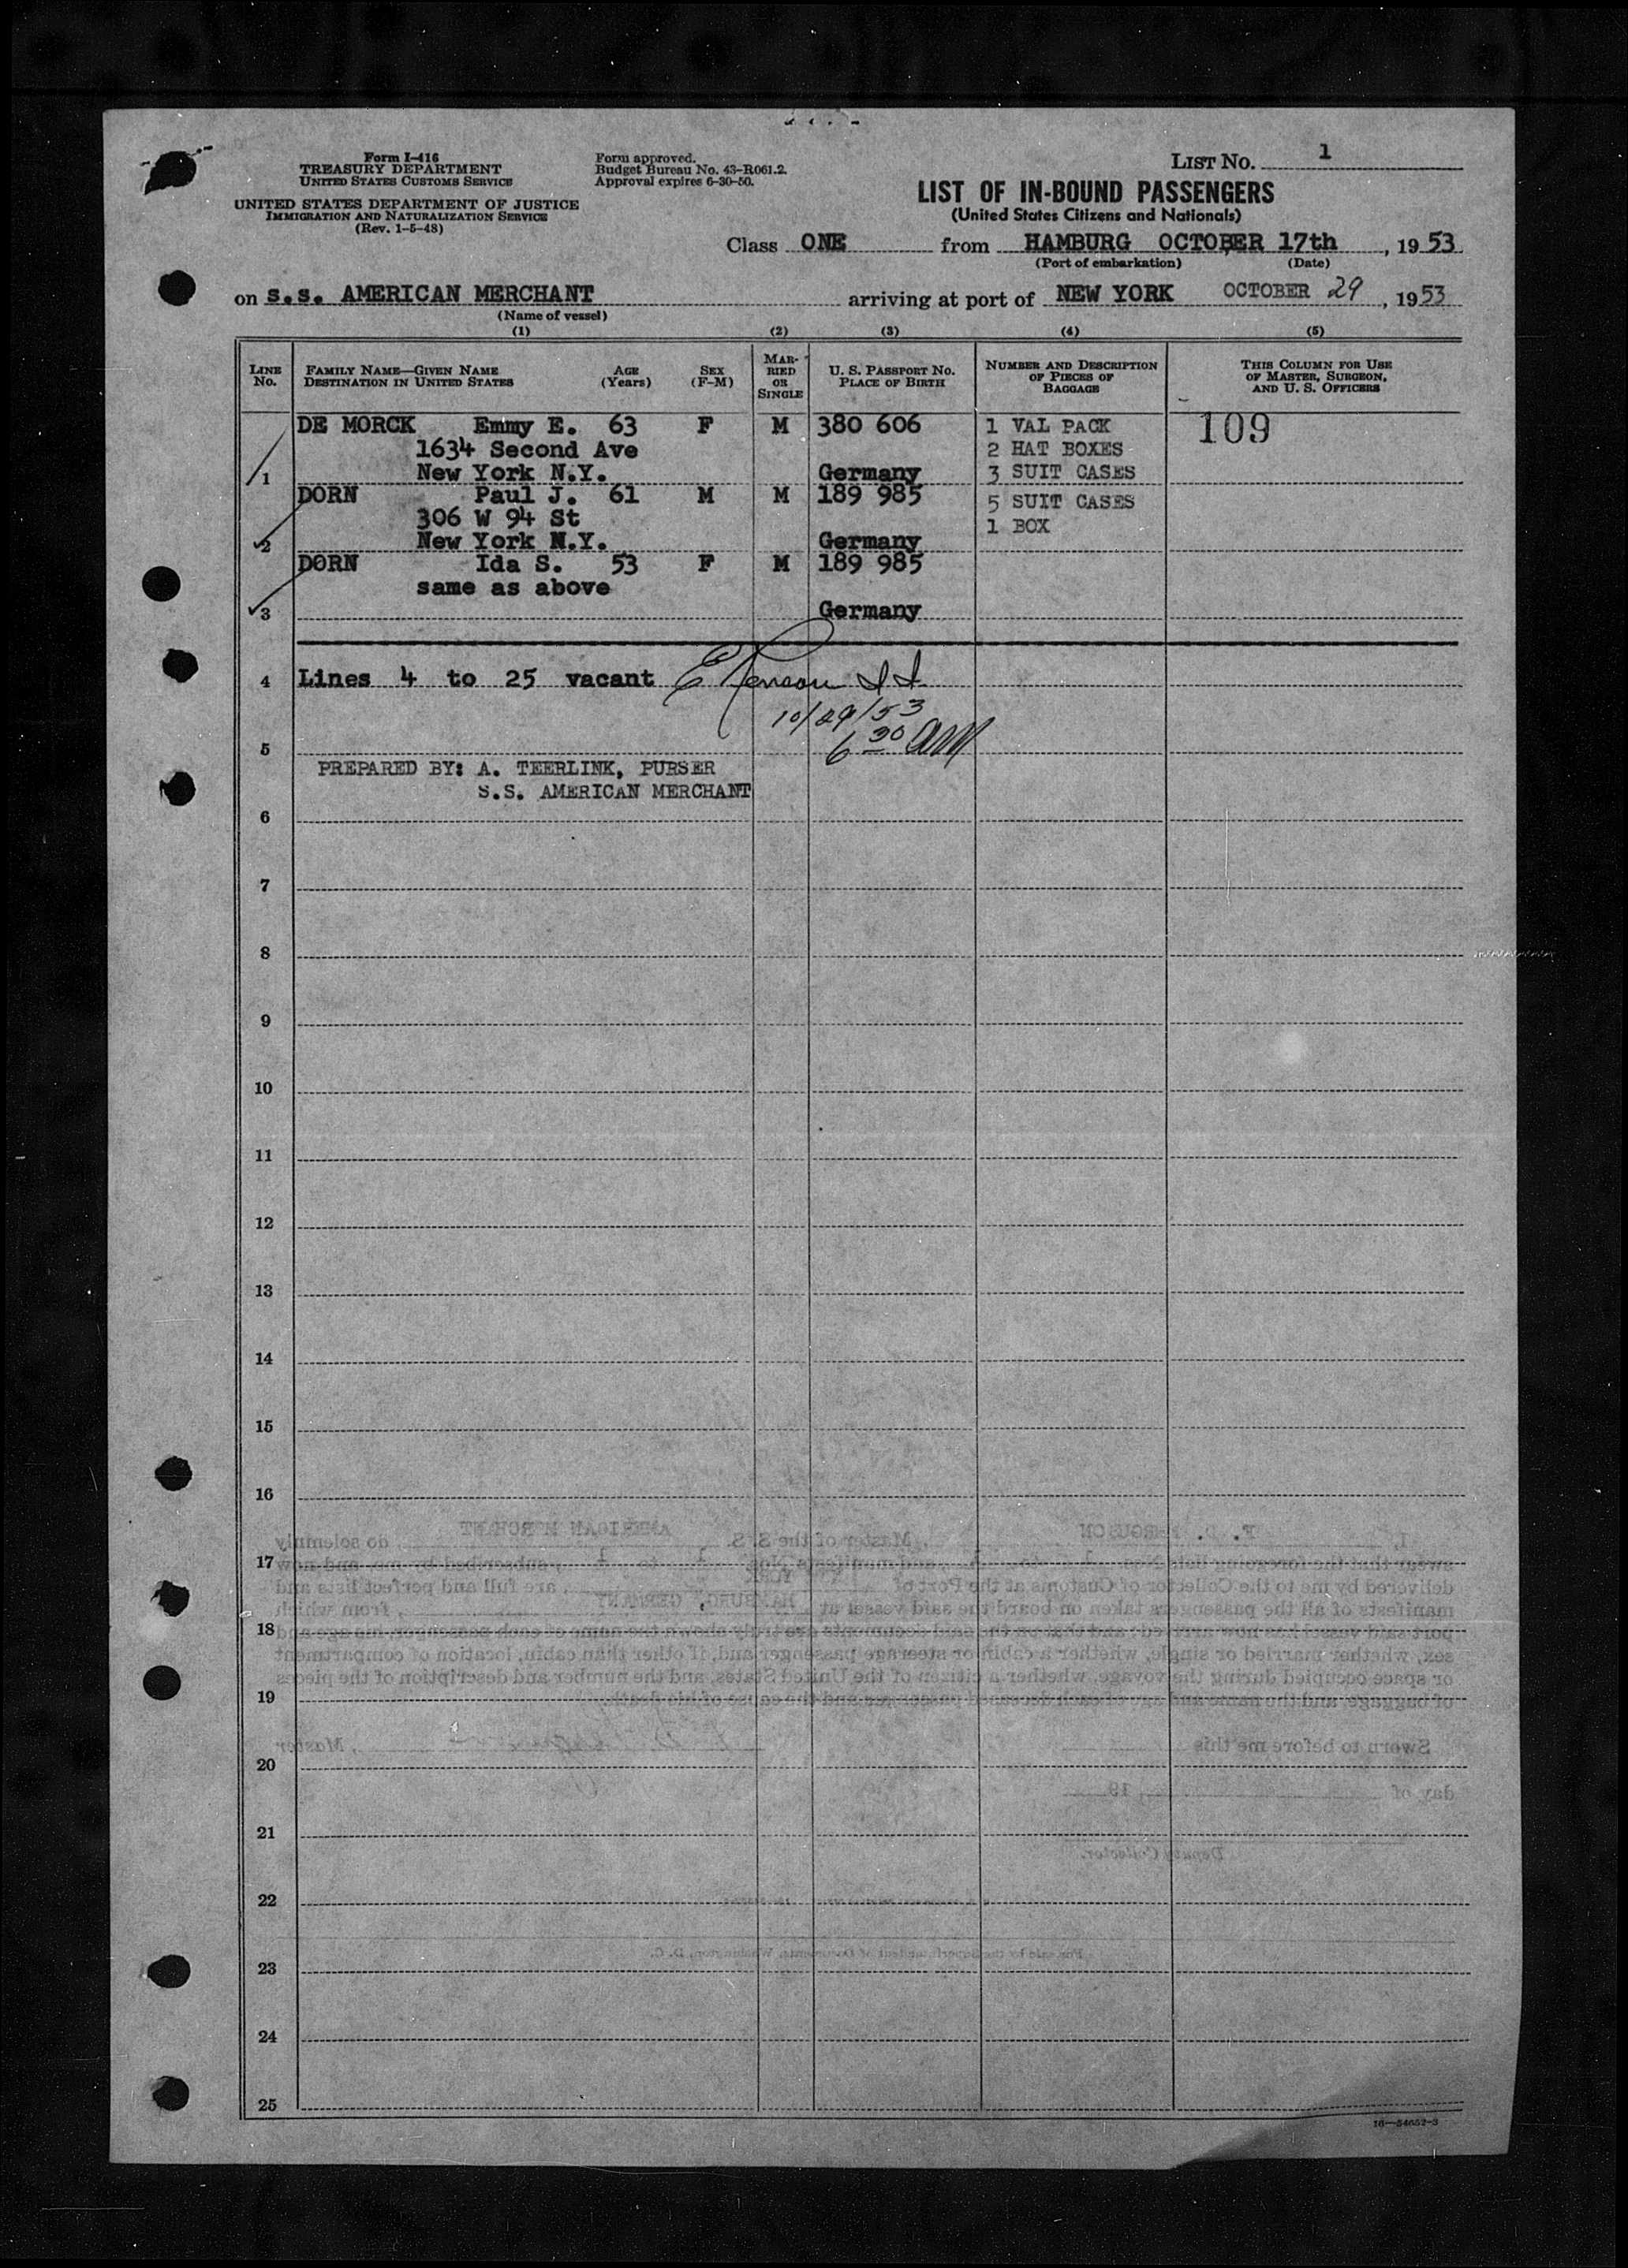 Form I-416
TREASURY DEPARTMENT
UNITED STATES CUSTOMS SERVICE
UNITED STATES DEPARTMENT OF JUSTICE
IMMIGRATION AND NATURALIZATION SERVICE
(Rev. 1-5-48)
Form approved.
Budget Bureau No. 43-R061.2.
Approval expires 6-30-50.
LIST No. 1
LIST OF IN-BOUND PASSENGERS
(United States Citizens and Nationals)
Class ONE from HAMBURG OCTOBER 17th, 1953
(Port of embarkation) (Date)
on s.s. AMERICAN MERCHANT arriving at port of NEW YORK OCTOBER 29, 1953
(Name of vessel)
(1) (2) (3) (4) (5)
LINE No.
FAMILY NAME—GIVEN NAME
DESTINATION IN UNITED STATES
AGE (Years)
SEX (F-M)
MARRIED OR SINGLE
U. S. PASSPORT No.
PLACE OF BIRTH
NUMBER AND DESCRIPTION OF PIECES OF BAGGAGE
THIS COLUMN FOR USE OF MASTER, SURGEON, AND U. S. OFFICERS
DE MORCK Emmy E. 63 F M 380 606 1 VAL PACK 109
1634 Second Ave 2 HAT BOXES
1 New York N.Y. Germany 3 SUIT CASES
DORN Paul J. 61 M M 189 985 5 SUIT CASES
306 W 94 St 1 BOX
2 New York N.Y. Germany
DORN Ida S. 53 F M 189 985
same as above
3 Germany
4 Lines 4 to 25 vacant
10/29/53
5 6 30 AM
PREPARED BY: A. TEERLINK, PURSER
S.S. AMERICAN MERCHANT
6
7
8
9
10
11
12
13
14
15
16
17
18
19
20
21
22
23
24
25
16—54652-3